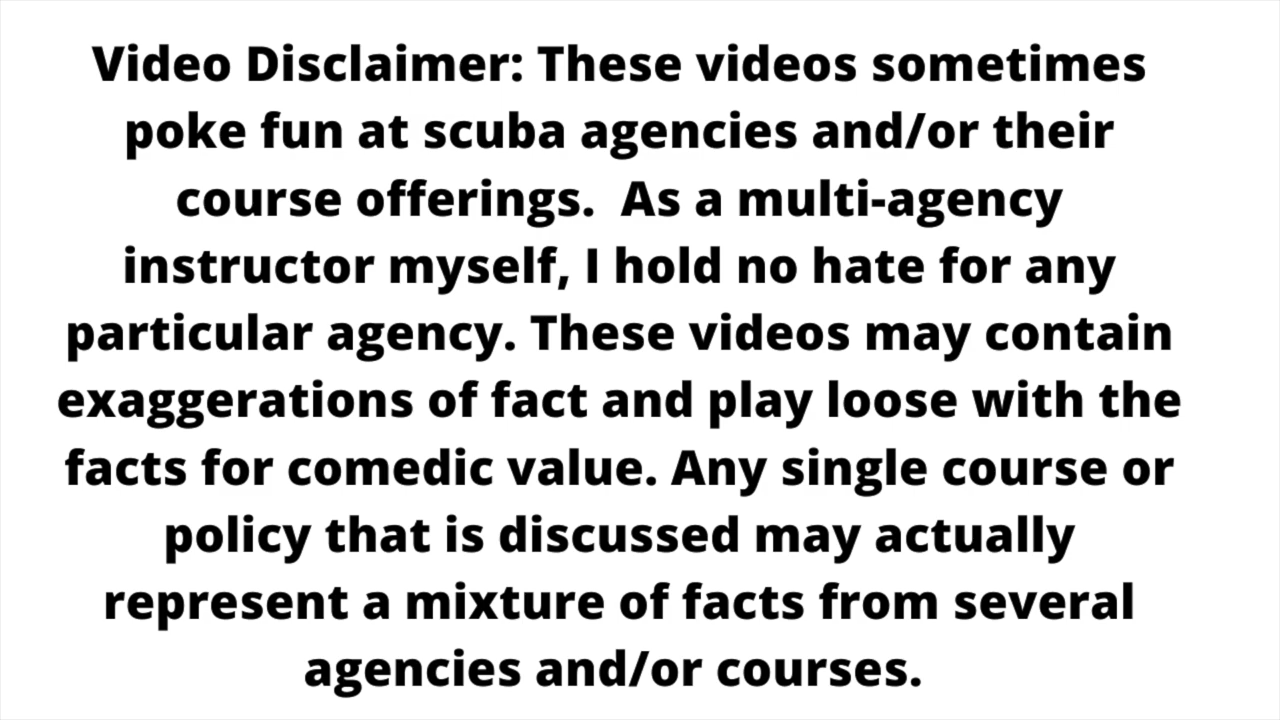 Video Disclaimer: These videos sometimes
poke fun at scuba agencies and/or their
course offerings.  As a multi-agency
instructor myself, I hold no hate for any
particular agency. These videos may contain
exaggerations of fact and play loose with the
facts for comedic value. Any single course or
policy that is discussed may actually
represent a mixture of facts from several
agencies and/or courses.